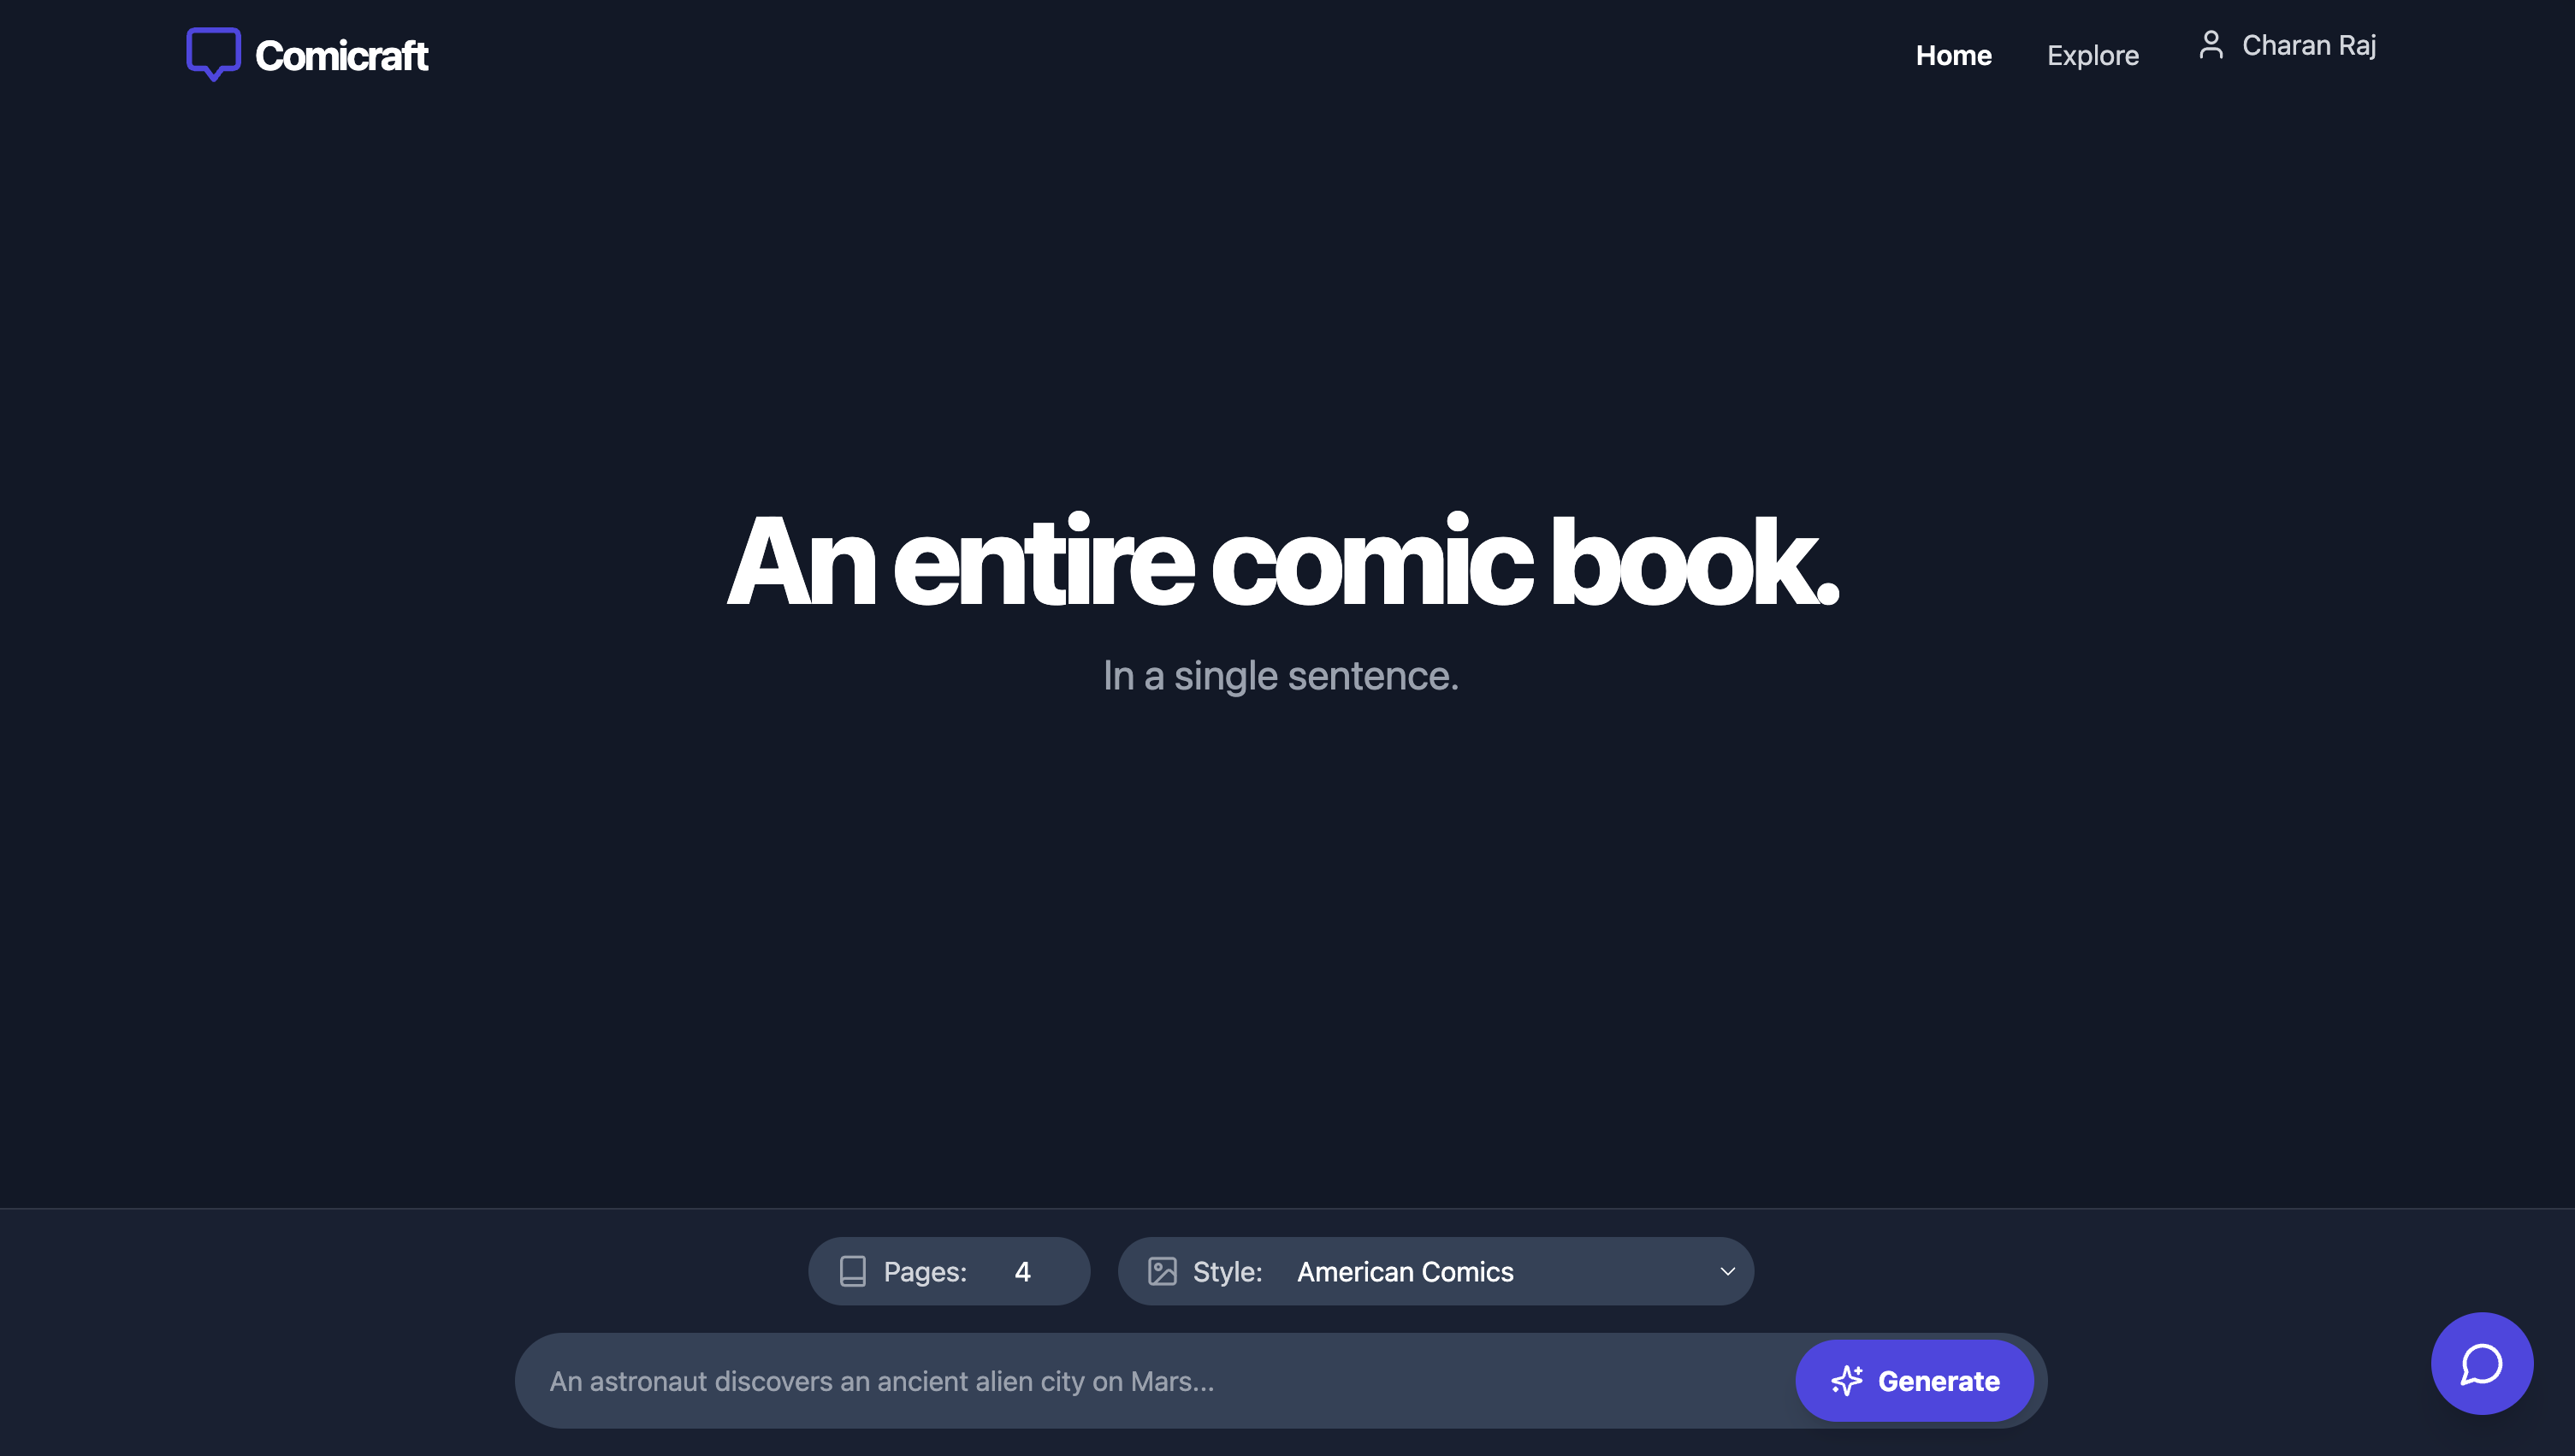 Comicraft
Home
Explore
Charan Raj
An entire comic book.
In a single sentence.
Pages: 4
Style: American Comics
An astronaut discovers an ancient alien city on Mars...
Generate